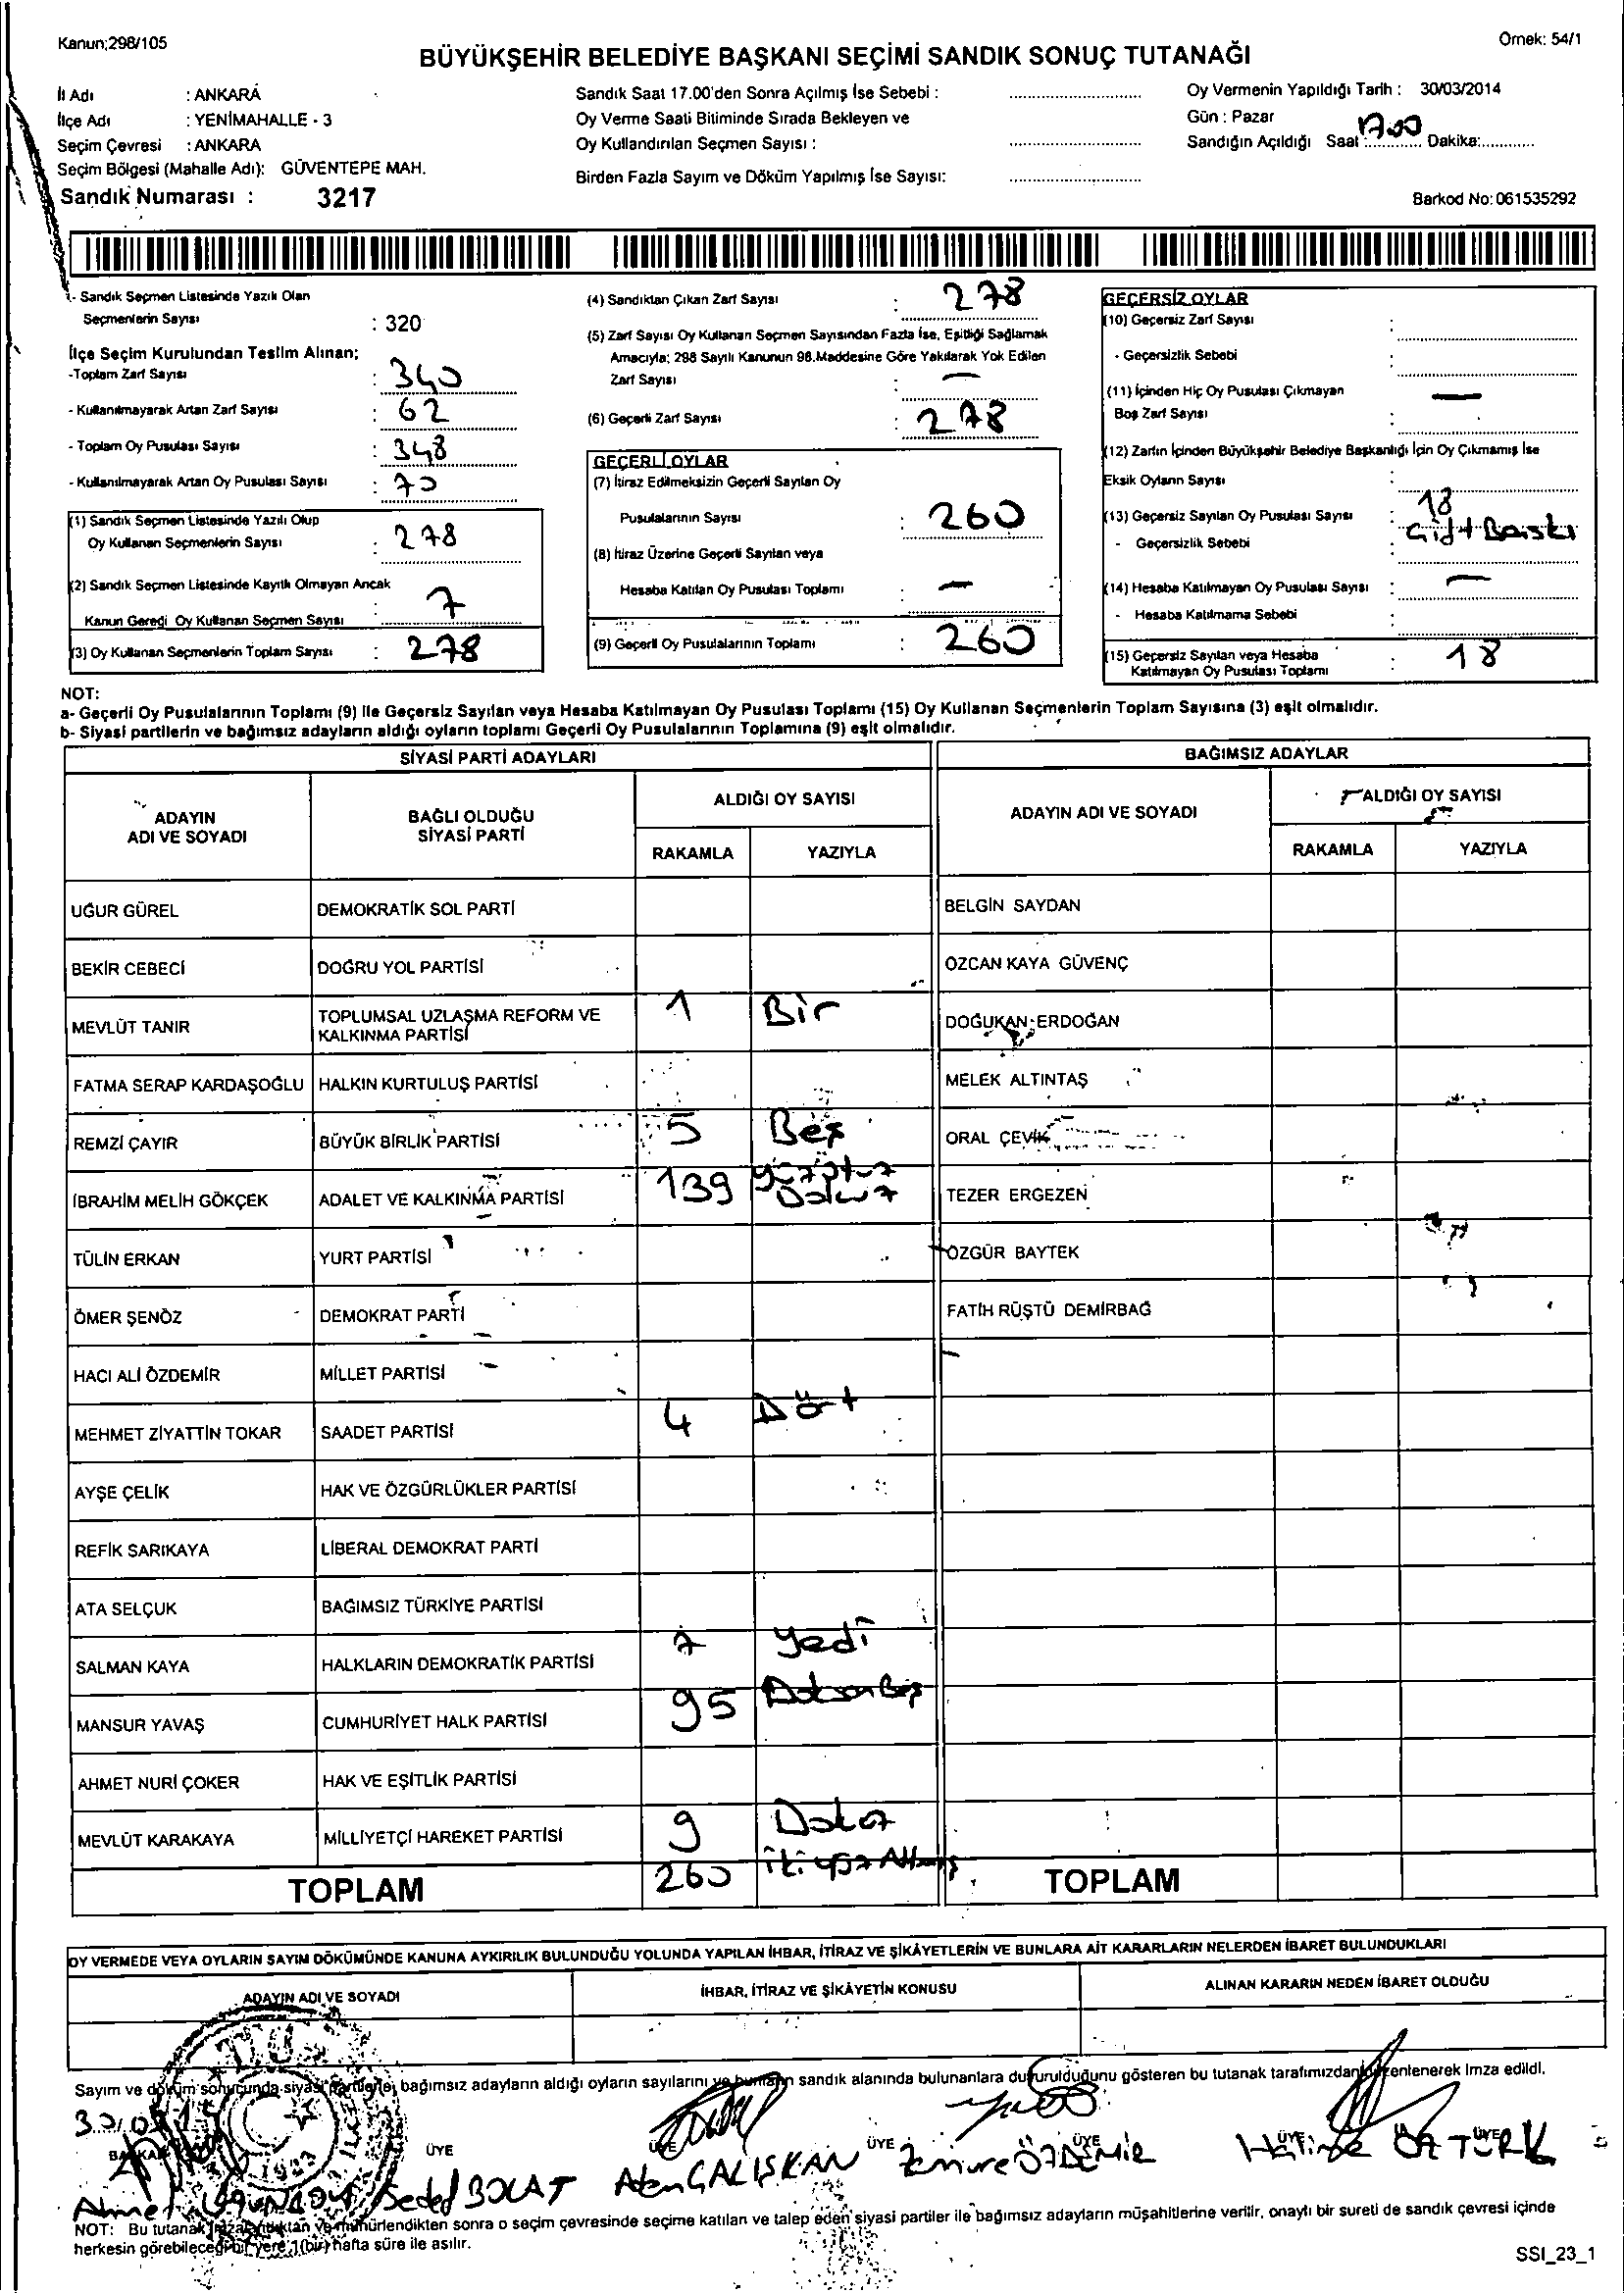 Kanun;298/105
Örnek: 54/1
BÜYÜKŞEHİR BELEDİYE BAŞKANI SEÇİMİ SANDIK SONUÇ TUTANAĞI
İl Adı : ANKARA
İlçe Adı : YENİMAHALLE - 3
Seçim Çevresi : ANKARA
Seçim Bölgesi (Mahalle Adı): GÜVENTEPE MAH.
Sandık Numarası : 3217
Sandık Saat 17.00'den Sonra Açılmış İse Sebebi :
Oy Verme Saati Bitiminde Sırada Bekleyen ve
Oy Kullandırılan Seçmen Sayısı :
Birden Fazla Sayım ve Döküm Yapılmış İse Sayısı:
Oy Vermenin Yapıldığı Tarih : 30/03/2014
Gün : Pazar
Sandığın Açıldığı Saat : 17.00 Dakika:
Barkod No: 061535292
- Sandık Seçmen Listesinde Yazılı Olan
Seçmenlerin Sayısı : 320
İlçe Seçim Kurulundan Teslim Alınan;
-Toplam Zarf Sayısı : 340
- Kullanılmayarak Artan Zarf Sayısı : 62
- Toplam Oy Pusulası Sayısı : 348
- Kullanılmayarak Artan Oy Pusulası Sayısı : 70
(1) Sandık Seçmen Listesinde Yazılı Olup
Oy Kullanan Seçmenlerin Sayısı : 278
(2) Sandık Seçmen Listesinde Kayıtlı Olmayan Ancak
Kanun Gereği Oy Kullanan Seçmen Sayısı : 7
(3) Oy Kullanan Seçmenlerin Toplam Sayısı : 278
(4) Sandıktan Çıkan Zarf Sayısı : 278
(5) Zarf Sayısı Oy Kullanan Seçmen Sayısından Fazla İse, Eşitliği Sağlamak
Amacıyla; 298 Sayılı Kanunun 98.Maddesine Göre Yakılarak Yok Edilen
Zarf Sayısı : —
(6) Geçerli Zarf Sayısı : 278
GEÇERLİ OYLAR
(7) İtiraz Edilmeksizin Geçerli Sayılan Oy
Pusulalarının Sayısı : 260
(8) İtiraz Üzerine Geçerli Sayılan veya
Hesaba Katılan Oy Pusulası Toplamı : —
(9) Geçerli Oy Pusulalarının Toplamı : 260
GEÇERSİZ OYLAR
(10) Geçersiz Zarf Sayısı :
- Geçersizlik Sebebi :
(11) İçinden Hiç Oy Pusulası Çıkmayan —
Boş Zarf Sayısı :
(12) Zarfın İçinden Büyükşehir Belediye Başkanlığı İçin Oy Çıkmamış İse
Eksik Oyların Sayısı :
(13) Geçersiz Sayılan Oy Pusulası Sayısı : 18
- Geçersizlik Sebebi : Çift Baskı
(14) Hesaba Katılmayan Oy Pusulası Sayısı : —
- Hesaba Katılmama Sebebi :
(15) Geçersiz Sayılan veya Hesaba
Katılmayan Oy Pusulası Toplamı : 18
NOT:
a- Geçerli Oy Pusulalarının Toplamı (9) ile Geçersiz Sayılan veya Hesaba Katılmayan Oy Pusulası Toplamı (15) Oy Kullanan Seçmenlerin Toplam Sayısına (3) eşit olmalıdır.
b- Siyasi partilerin ve bağımsız adayların aldığı oyların toplamı Geçerli Oy Pusulalarının Toplamına (9) eşit olmalıdır.
SİYASİ PARTİ ADAYLARI
BAĞIMSIZ ADAYLAR
ADAYIN
ADI VE SOYADI
BAĞLI OLDUĞU
SİYASİ PARTİ
ALDIĞI OY SAYISI
RAKAMLA YAZIYLA
ADAYIN ADI VE SOYADI
ALDIĞI OY SAYISI
RAKAMLA YAZIYLA
UĞUR GÜREL DEMOKRATİK SOL PARTİ BELGİN SAYDAN
BEKİR CEBECİ DOĞRU YOL PARTİSİ ÖZCAN KAYA GÜVENÇ
MEVLÜT TANIR TOPLUMSAL UZLAŞMA REFORM VE KALKINMA PARTİSİ 1 Bir DOĞUKAN ERDOĞAN
FATMA SERAP KARDAŞOĞLU HALKIN KURTULUŞ PARTİSİ MELEK ALTINTAŞ
REMZİ ÇAYIR BÜYÜK BİRLİK PARTİSİ 5 Beş ORAL ÇEVİK
İBRAHİM MELİH GÖKÇEK ADALET VE KALKINMA PARTİSİ 139 yüzotuz Dokuz TEZER ERGEZEN
TÜLİN ERKAN YURT PARTİSİ ÖZGÜR BAYTEK
ÖMER ŞENÖZ DEMOKRAT PARTİ FATİH RÜŞTÜ DEMİRBAĞ
HACI ALİ ÖZDEMİR MİLLET PARTİSİ
MEHMET ZİYATTİN TOKAR SAADET PARTİSİ 4 Dört
AYŞE ÇELİK HAK VE ÖZGÜRLÜKLER PARTİSİ
REFİK SARIKAYA LİBERAL DEMOKRAT PARTİ
ATA SELÇUK BAĞIMSIZ TÜRKİYE PARTİSİ
SALMAN KAYA HALKLARIN DEMOKRATİK PARTİSİ 7 yedi
MANSUR YAVAŞ CUMHURİYET HALK PARTİSİ 95 DoksanBeş
AHMET NURİ ÇOKER HAK VE EŞİTLİK PARTİSİ
MEVLÜT KARAKAYA MİLLİYETÇİ HAREKET PARTİSİ 9 Dokuz
TOPLAM 260 ikiyüz Altmış TOPLAM
OY VERMEDE VEYA OYLARIN SAYIM DÖKÜMÜNDE KANUNA AYKIRILIK BULUNDUĞU YOLUNDA YAPILAN İHBAR, İTİRAZ VE ŞİKÂYETLERİN VE BUNLARA AİT KARARLARIN NELERDEN İBARET BULUNDUKLARI
ADAYIN ADI VE SOYADI İHBAR, İTİRAZ VE ŞİKÂYETİN KONUSU ALINAN KARARIN NEDEN İBARET OLDUĞU
Sayım ve döküm sonucunda siyasi partilerle, bağımsız adayların aldığı oyların sayılarını ve bunların sandık alanında bulunanlara duyurulduğunu gösteren bu tutanak tarafımızdan düzenlenerek imza edildi.
BAŞKAN ÜYE ÜYE ÜYE ÜYE ÜYE ÜYE
Ahmet Sedef BOLAT Aten ÇALIŞKAN Zemure ÖZDEMİR Halime ÖZTÜRK
NOT: Bu tutanak imzalandıktan ve mühürlendikten sonra o seçim çevresinde seçime katılan ve talep eden siyasi partiler ile bağımsız adayların müşahitlerine verilir, onaylı bir sureti de sandık çevresi içinde
herkesin görebileceği bir yere 1(bir) hafta süre ile asılır.
SSI_23_1